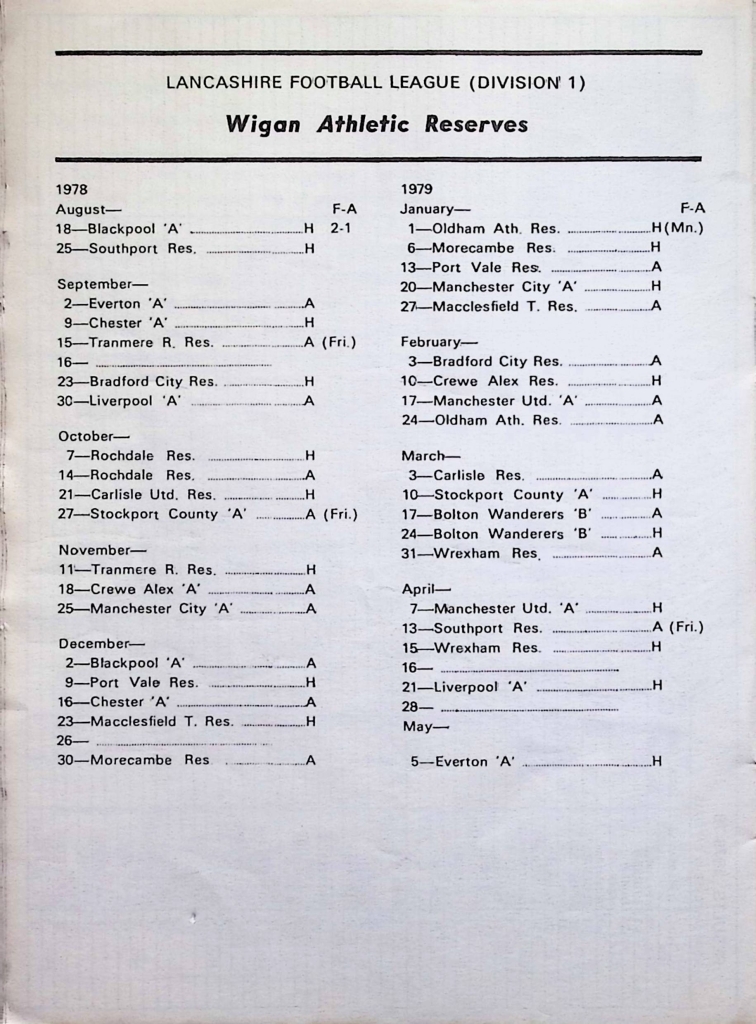 LANCASHIRE FOOTBALL LEAGUE (DIVISION 1)
Wigan Athletic Reserves
1978
August— F-A
18—Blackpool 'A' ........................H 2-1
25—Southport Res. ........................H
September—
2—Everton 'A' ........................A
9—Chester 'A' ........................H
15—Tranmere R. Res. ........................A (Fri.)
16— ........................
23—Bradford City Res. ........................H
30—Liverpool 'A' ........................A
October—
7—Rochdale Res. ........................H
14—Rochdale Res. ........................A
21—Carlisle Utd. Res. ........................H
27—Stockport County 'A' ........................A (Fri.)
November—
11—Tranmere R. Res. ........................H
18—Crewe Alex 'A' ........................A
25—Manchester City 'A' ........................A
December—
2—Blackpool 'A' ........................A
9—Port Vale Res. ........................H
16—Chester 'A' ........................A
23—Macclesfield T. Res. ........................H
26— ........................
30—Morecambe Res ........................A
1979
January— F-A
1—Oldham Ath. Res. ........................H(Mn.)
6—Morecambe Res. ........................H
13—Port Vale Res. ........................A
20—Manchester City 'A' ........................H
27—Macclesfield T. Res. ........................A
February—
3—Bradford City Res. ........................A
10—Crewe Alex Res. ........................H
17—Manchester Utd. 'A' ........................A
24—Oldham Ath. Res. ........................A
March—
3—Carlisle Res. ........................A
10—Stockport County 'A' ........................H
17—Bolton Wanderers 'B' ........................A
24—Bolton Wanderers 'B' ........................H
31—Wrexham Res. ........................A
April—
7—Manchester Utd. 'A' ........................H
13—Southport Res. ........................A (Fri.)
15—Wrexham Res. ........................H
16— ........................
21—Liverpool 'A' ........................H
28— ........................
May—
5—Everton 'A' ........................H